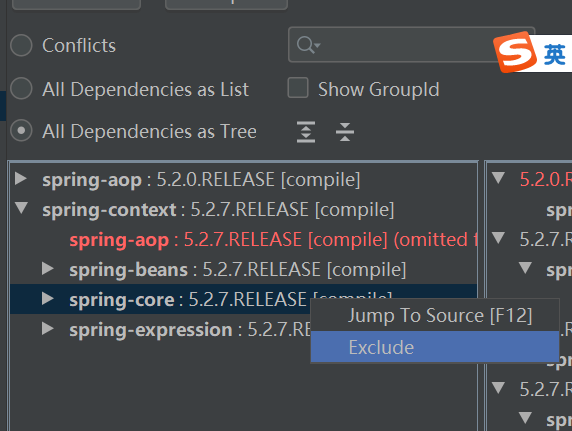 Conflicts
英
All Dependencies as List
Show GroupId
All Dependencies as Tree
spring-aop : 5.2.0.RELEASE [compile]
spring-context : 5.2.7.RELEASE [compile]
spring-aop : 5.2.7.RELEASE [compile] (omitted f
spring-beans : 5.2.7.RELEASE [compile]
spring-core : 5.2.7.RELEASE [compile]
spring-expression : 5.2.7.RE
Jump To Source [F12]
Exclude
5.2.0.R
spr
5.2.7.R
sp
5.2.7.
sp